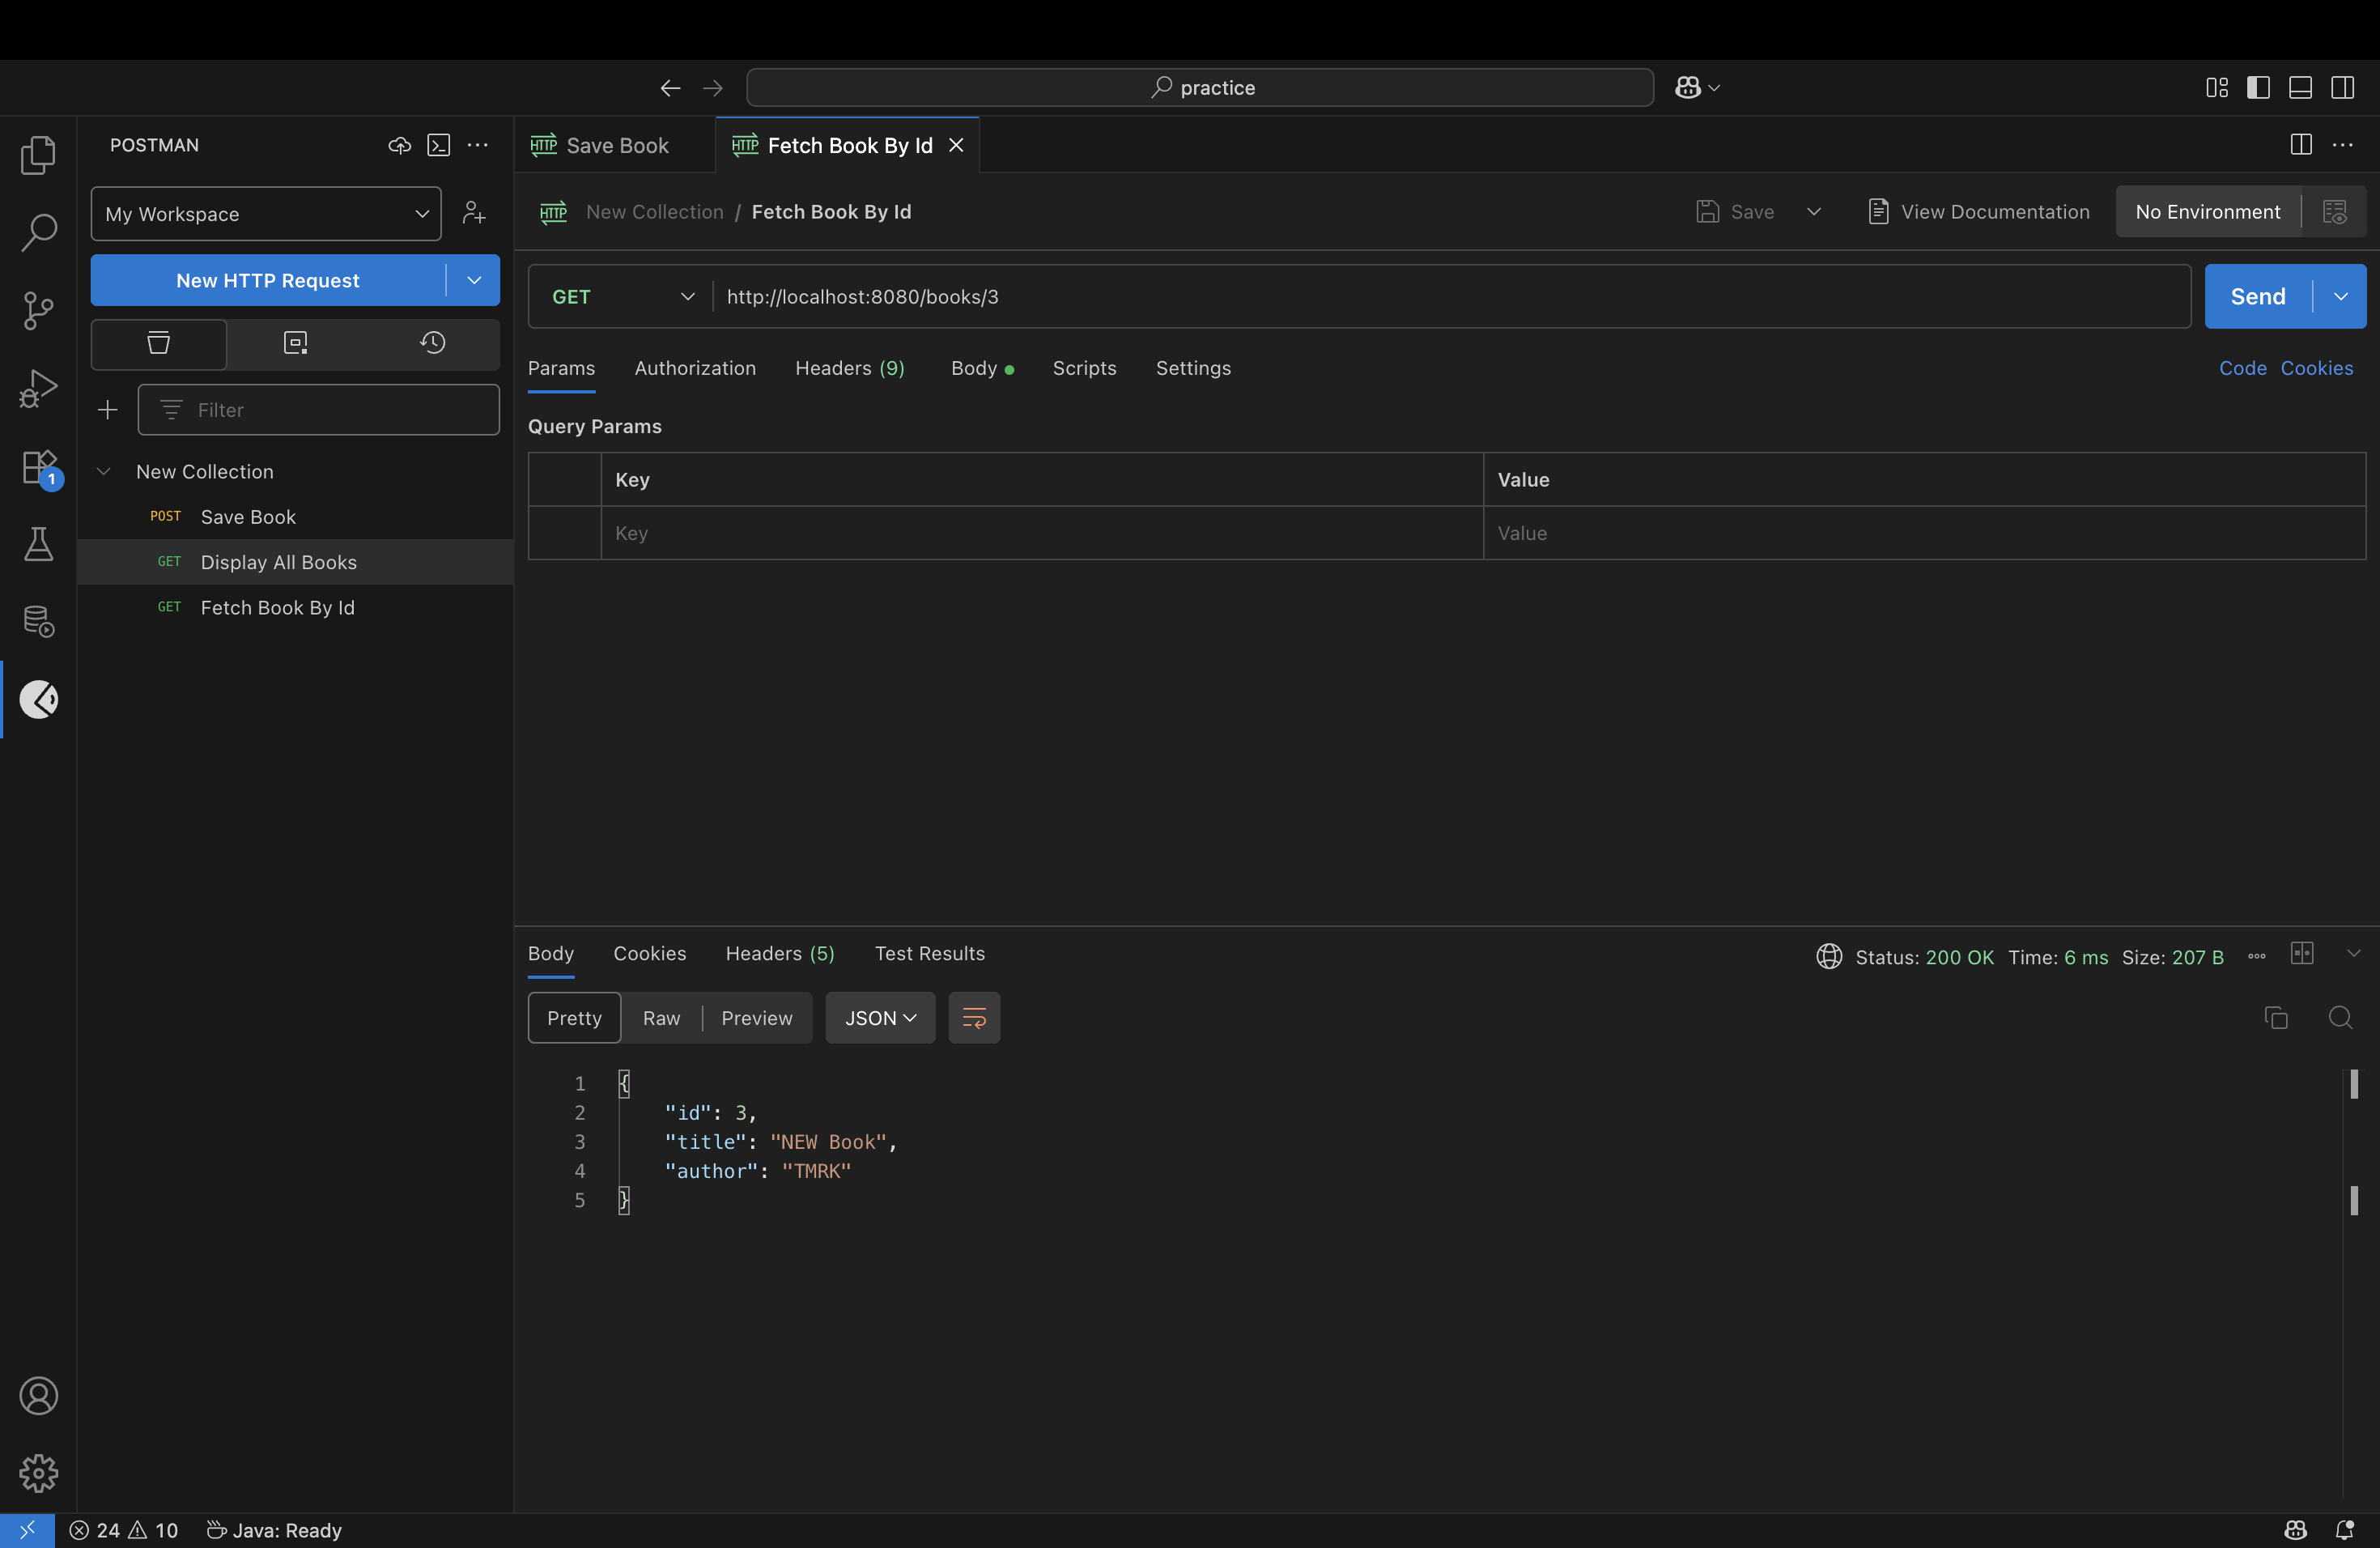 practice
POSTMAN
My Workspace
New HTTP Request
Filter
New Collection
POST Save Book
GET Display All Books
GET Fetch Book By Id
1
HTTP Save Book
HTTP Fetch Book By Id
HTTP New Collection / Fetch Book By Id
Save
View Documentation
No Environment
GET http://localhost:8080/books/3
Send
Params Authorization Headers (9) Body Scripts Settings
Code Cookies
Query Params
Key Value
Key Value
Body Cookies Headers (5) Test Results
Status: 200 OK Time: 6 ms Size: 207 B
Pretty Raw Preview JSON
1 {
2 "id": 3,
3 "title": "NEW Book",
4 "author": "TMRK"
5 }
24 10 Java: Ready